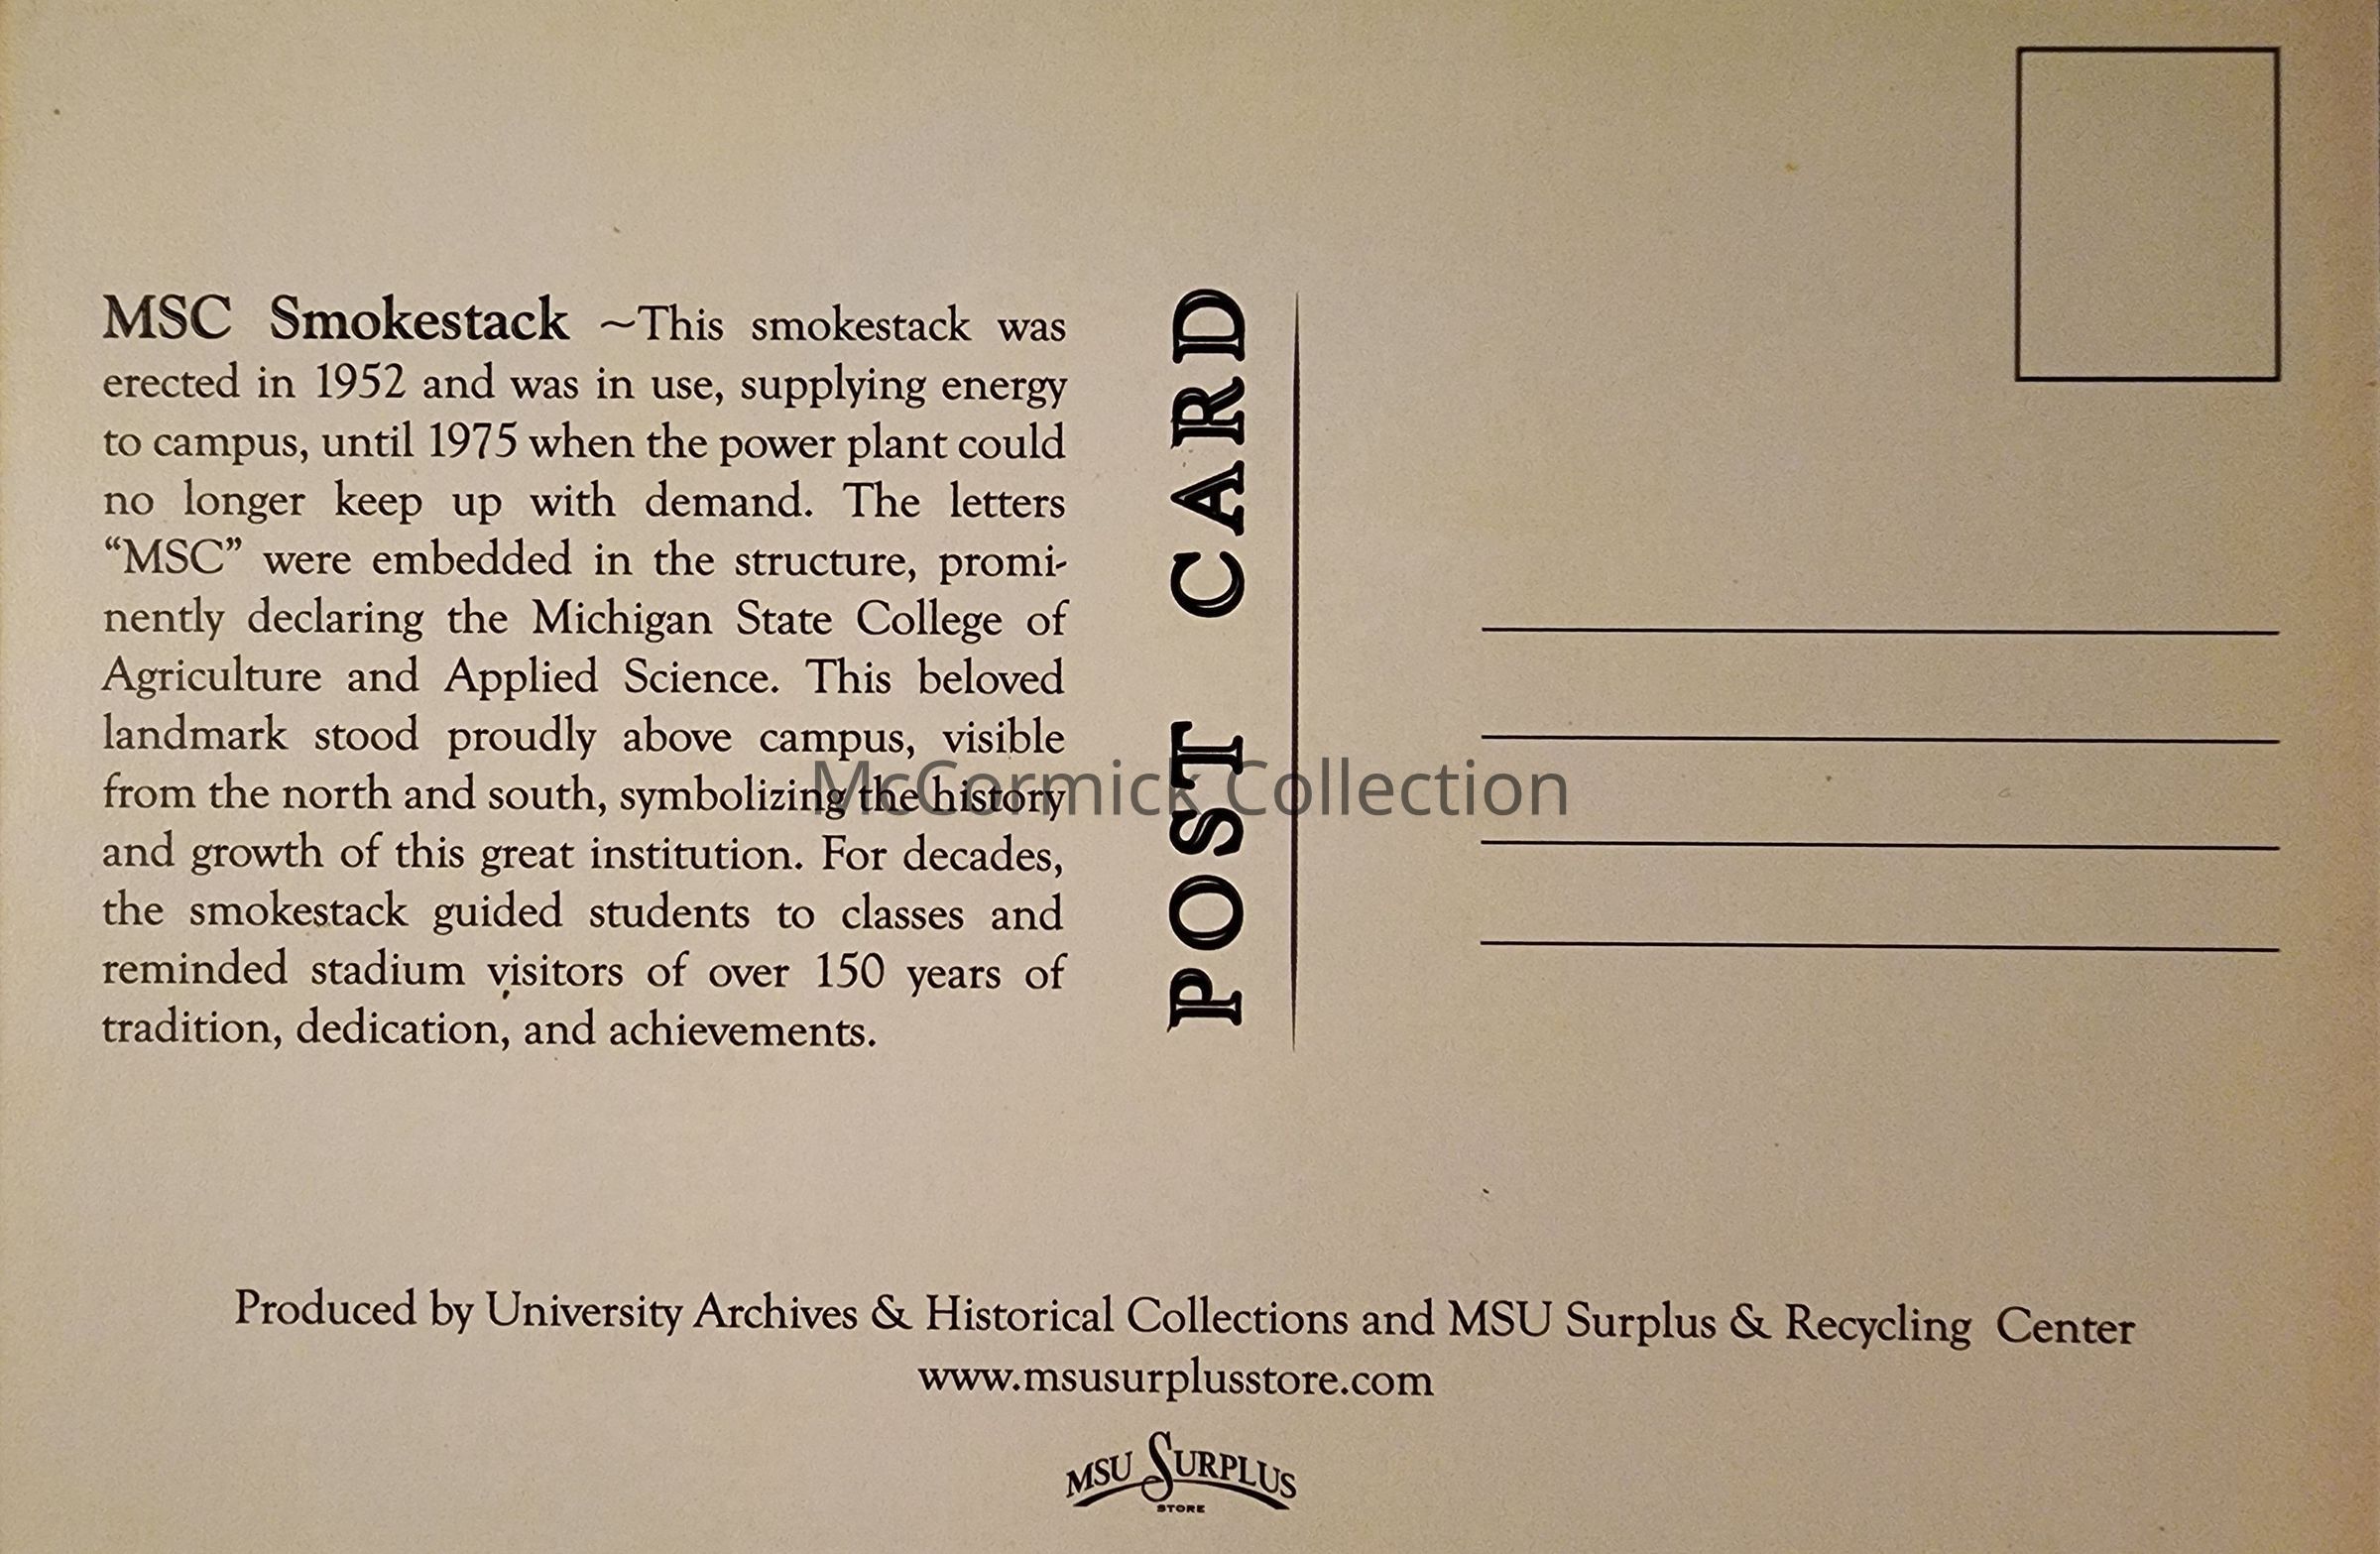 MSC Smokestack ~This smokestack was
erected in 1952 and was in use, supplying energy
to campus, until 1975 when the power plant could
no longer keep up with demand. The letters
“MSC” were embedded in the structure, promi-
nently declaring the Michigan State College of
Agriculture and Applied Science. This beloved
landmark stood proudly above campus, visible
from the north and south, symbolizing the history
and growth of this great institution. For decades,
the smokestack guided students to classes and
reminded stadium visitors of over 150 years of
tradition, dedication, and achievements.
POST CARD
McCormick Collection
Produced by University Archives & Historical Collections and MSU Surplus & Recycling Center
www.msusurplusstore.com
MSU SURPLUS
STORE